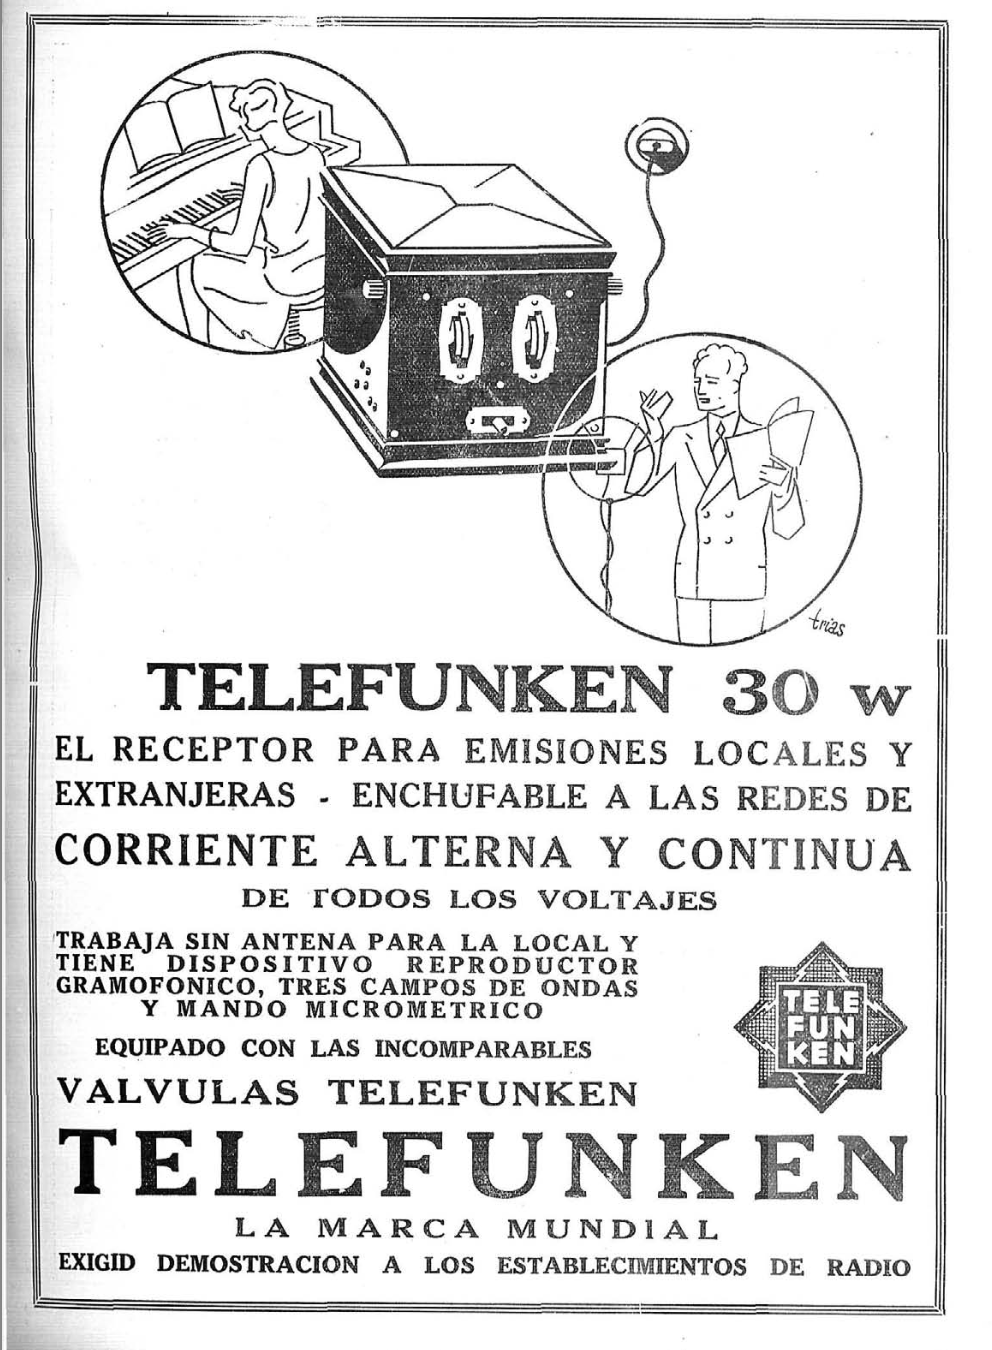 trias
TELEFUNKEN 30 W
EL RECEPTOR PARA EMISIONES LOCALES Y
EXTRANJERAS - ENCHUFABLE A LAS REDES DE
CORRIENTE ALTERNA Y CONTINUA
DE TODOS LOS VOLTAJES
TRABAJA SIN ANTENA PARA LA LOCAL Y
TIENE DISPOSITIVO REPRODUCTOR
GRAMOFONICO, TRES CAMPOS DE ONDAS
Y MANDO MICROMETRICO
EQUIPADO CON LAS INCOMPARABLES
VALVULAS TELEFUNKEN
TELE
FUN
KEN
TELEFUNKEN
LA MARCA MUNDIAL
EXIGID DEMOSTRACION A LOS ESTABLECIMIENTOS DE RADIO